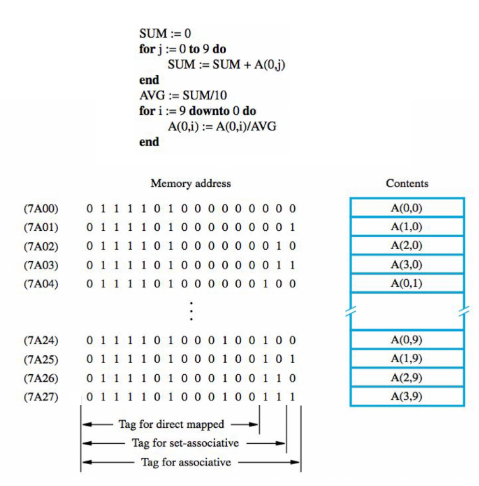 SUM := 0
for j := 0 to 9 do
SUM := SUM + A(0,j)
end
AVG := SUM/10
for i := 9 downto 0 do
A(0,i) := A(0,i)/AVG
end
Memory address Contents
(7A00) 0 1 1 1 1 0 1 0 0 0 0 0 0 0 0 0 A(0,0)
(7A01) 0 1 1 1 1 0 1 0 0 0 0 0 0 0 0 1 A(1,0)
(7A02) 0 1 1 1 1 0 1 0 0 0 0 0 0 0 1 0 A(2,0)
(7A03) 0 1 1 1 1 0 1 0 0 0 0 0 0 0 1 1 A(3,0)
(7A04) 0 1 1 1 1 0 1 0 0 0 0 0 0 1 0 0 A(0,1)
(7A24) 0 1 1 1 1 0 1 0 0 0 1 0 0 1 0 0 A(0,9)
(7A25) 0 1 1 1 1 0 1 0 0 0 1 0 0 1 0 1 A(1,9)
(7A26) 0 1 1 1 1 0 1 0 0 0 1 0 0 1 1 0 A(2,9)
(7A27) 0 1 1 1 1 0 1 0 0 0 1 0 0 1 1 1 A(3,9)
Tag for direct mapped
Tag for set-associative
Tag for associative